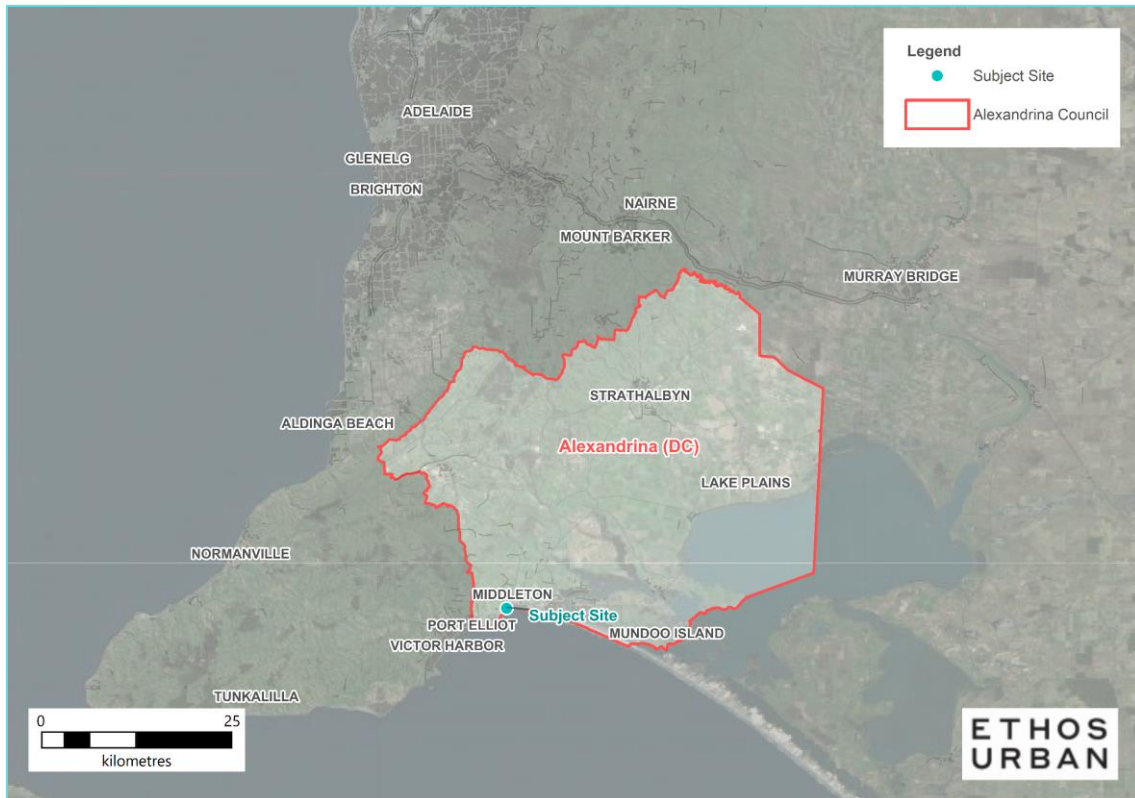 Legend
Subject Site
Alexandrina Council
ADELAIDE
GLENELG
BRIGHTON
NAIRNE
MOUNT BARKER
MURRAY BRIDGE
STRATHALBYN
ALDINGA BEACH
Alexandrina (DC)
LAKE PLAINS
NORMANVILLE
MIDDLETON
Subject Site
PORT ELLIOT
MUNDOO ISLAND
VICTOR HARBOR
TUNKALILLA
0 25
kilometres
ETHOS
URBAN